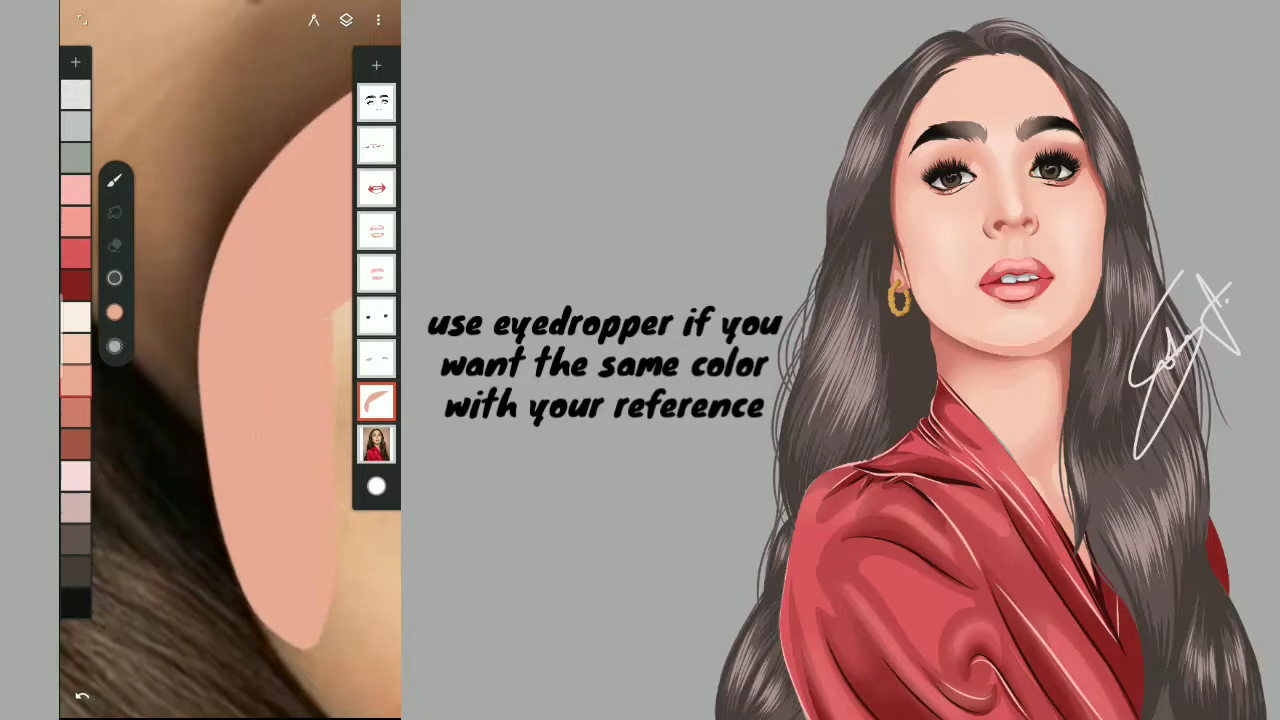 use eyedropper if you
want the same color
with your reference